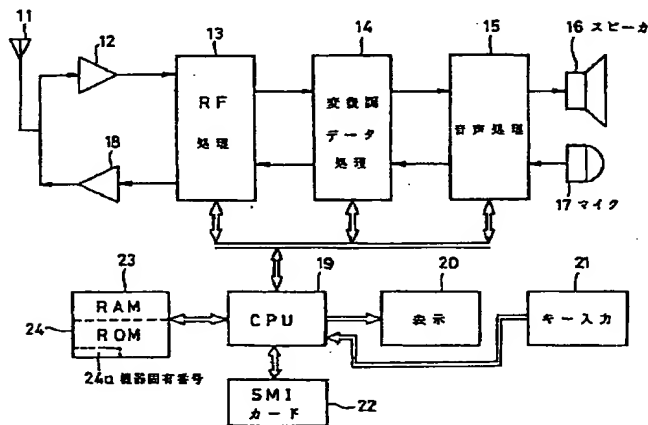 11
12
13
14
15
16 スピーカ
RF
処理
変復調
データ処理
音声処理
18
17 マイク
23
19
20
21
RAM
24
ROM
CPU
表示
キー入力
24a 機器固有番号
SMI
カード
22